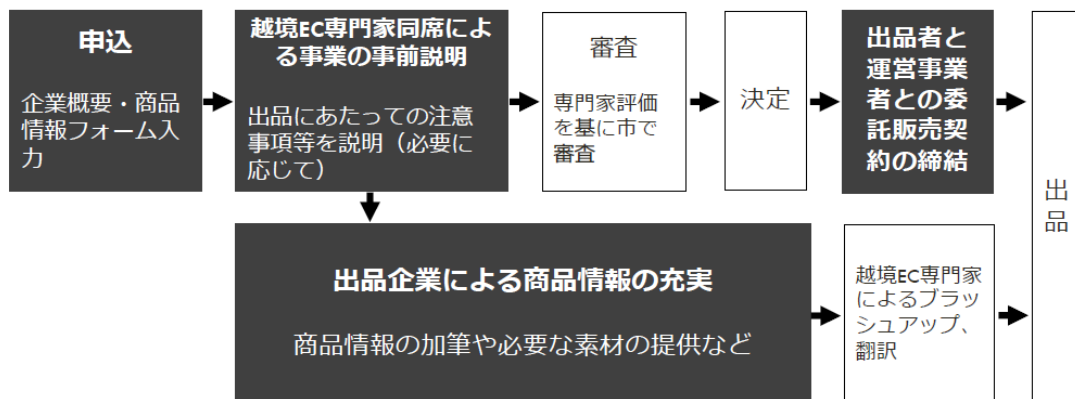 申込
企業概要・商品
情報フォーム入
力
越境EC専門家同席によ
る事業の事前説明
出品にあたっての注意
事項等を説明（必要に
応じて）
審査
専門家評価
を基に市で
審査
決定
出品者と
運営事業
者との委
託販売契
約の締結
出品企業による商品情報の充実
商品情報の加筆や必要な素材の提供など
越境EC専門家
によるブラッ
シュアップ、
翻訳
出品